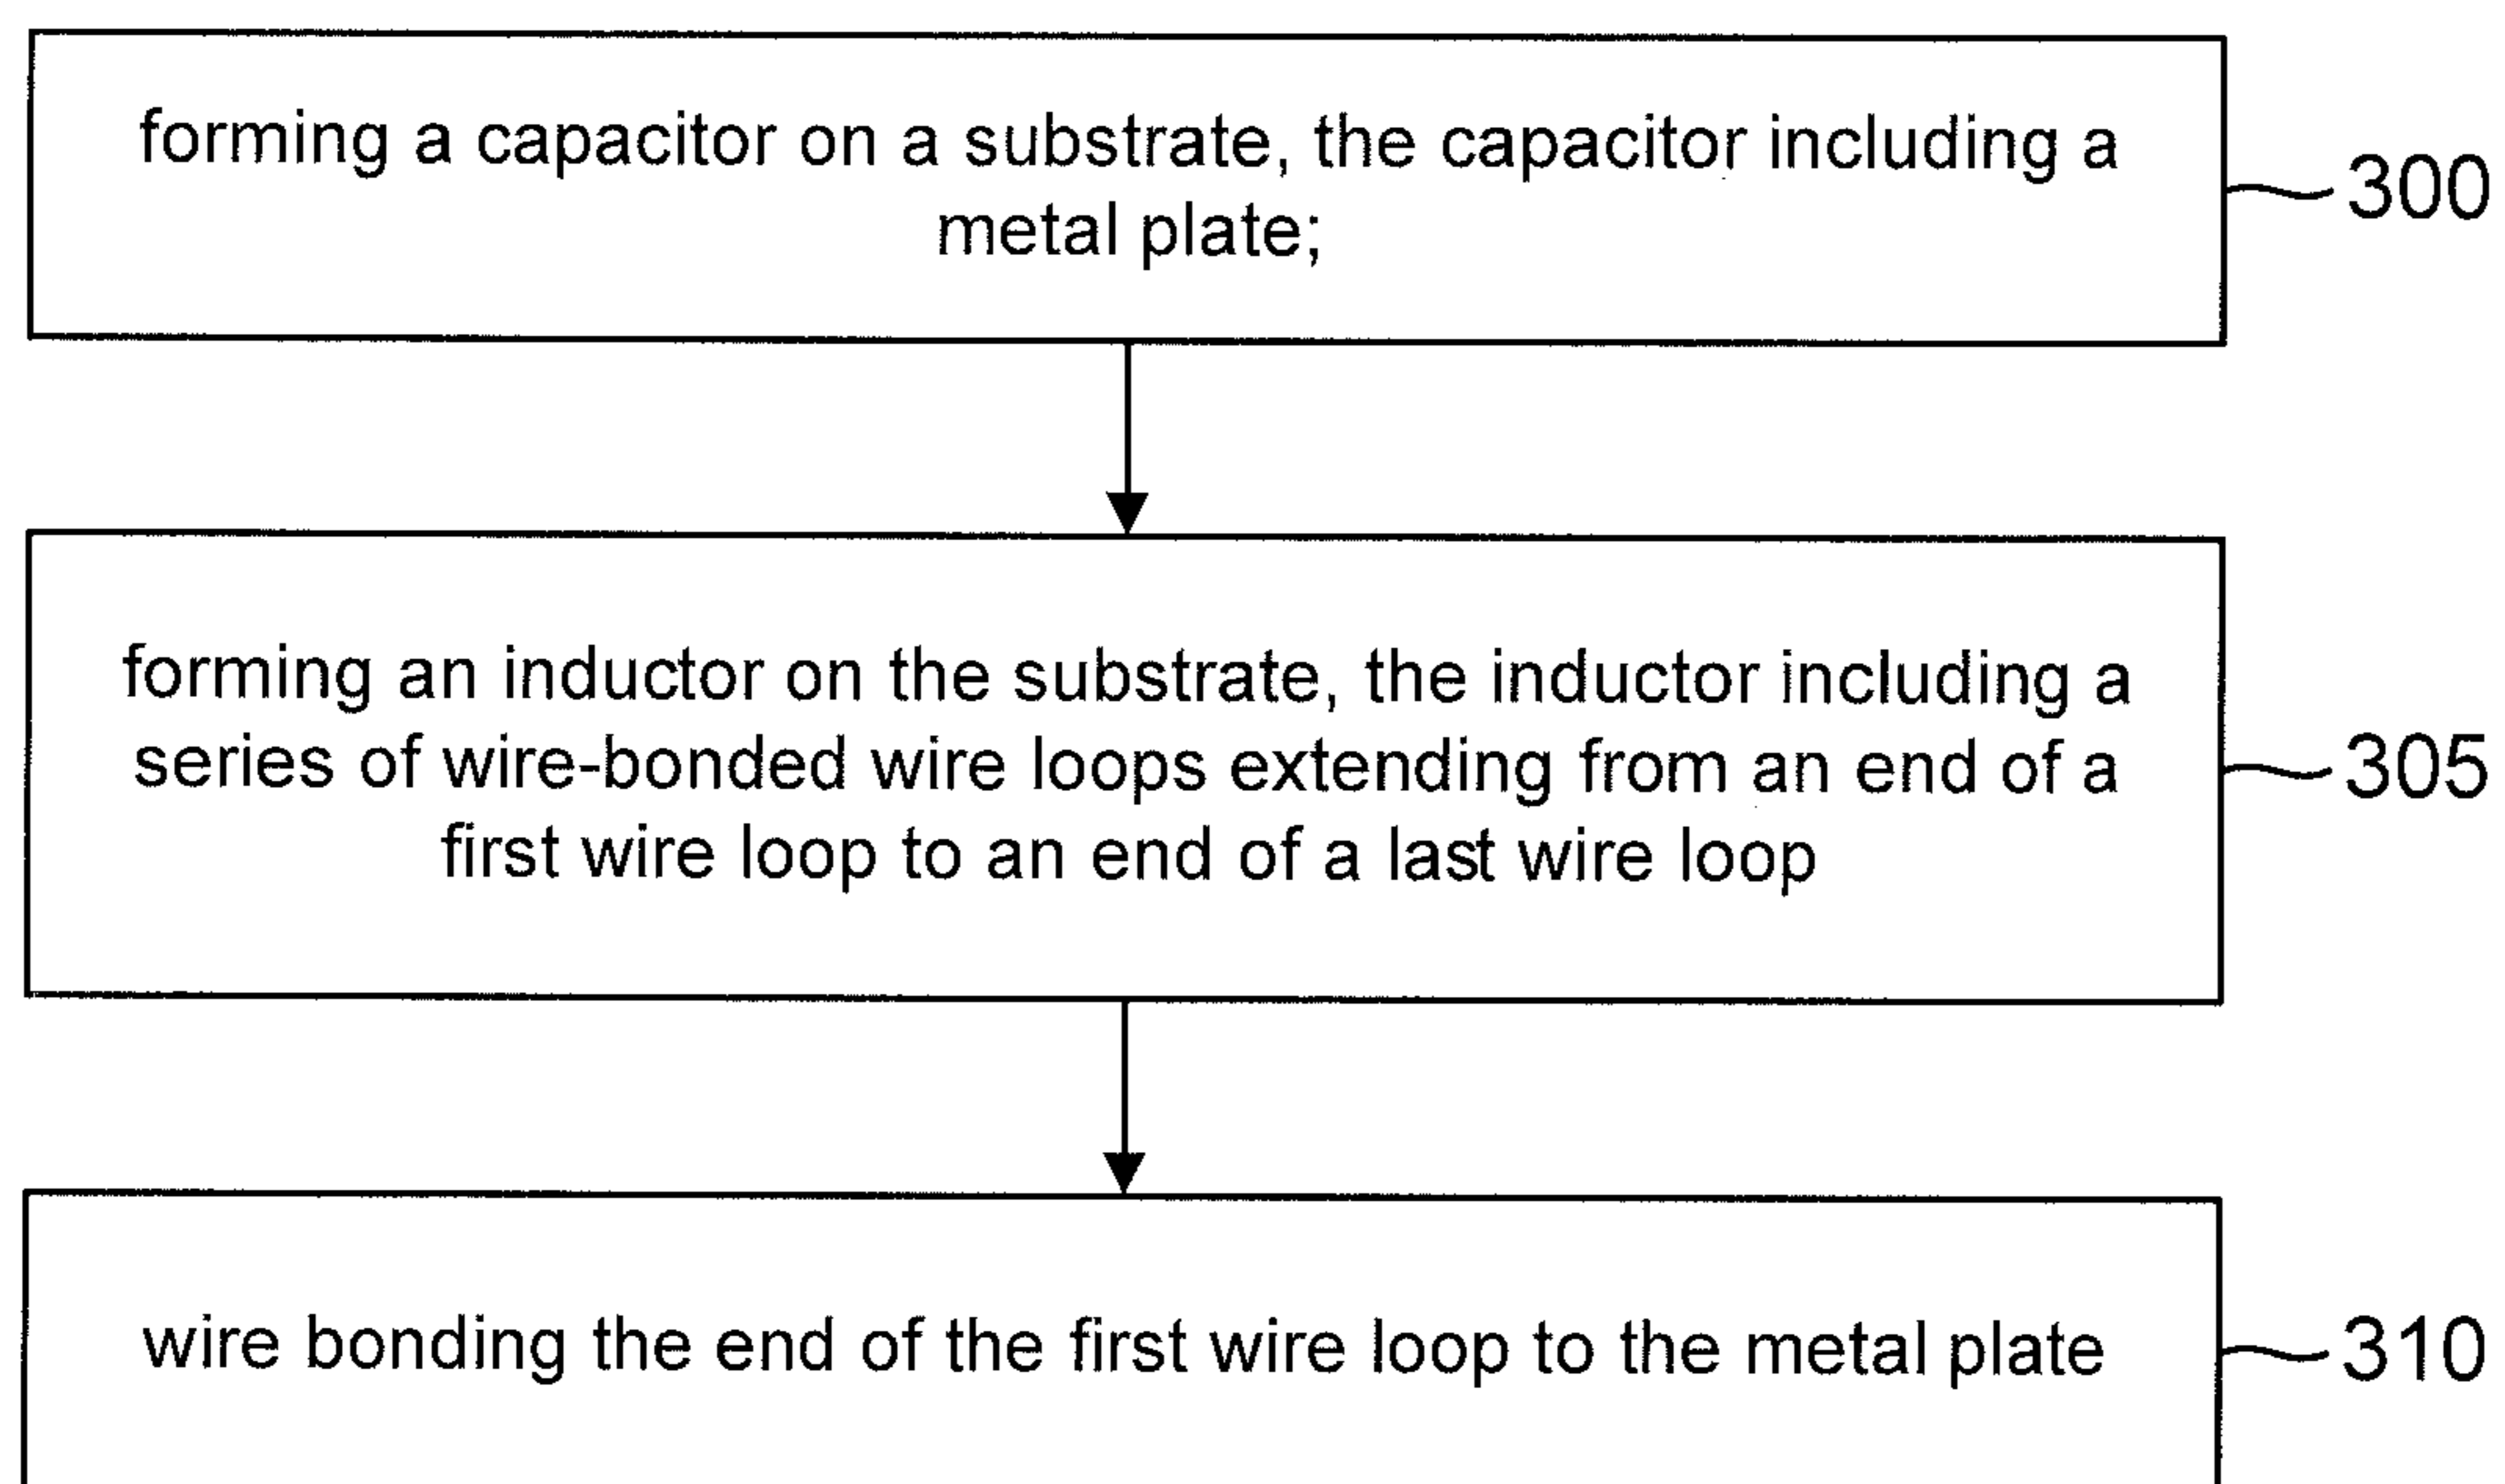 forming a capacitor on a substrate, the capacitor including a
metal plate;
300
forming an inductor on the substrate, the inductor including a
series of wire-bonded wire loops extending from an end of a
first wire loop to an end of a last wire loop
305
wire bonding the end of the first wire loop to the metal plate
310